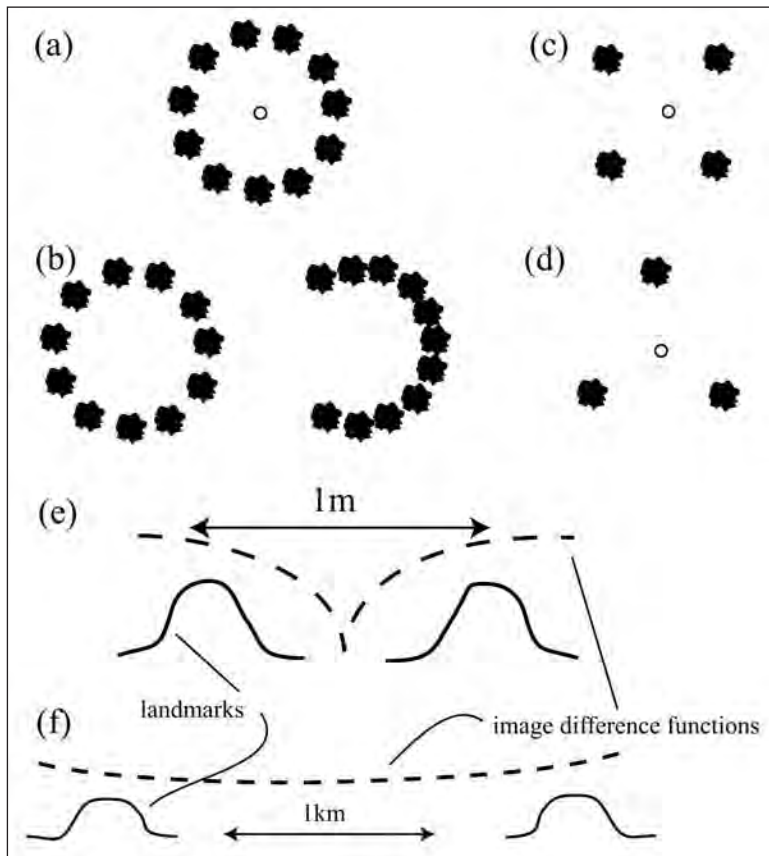 (a)
(c)
(b)
(d)
(e)
1m
landmarks
image difference functions
(f)
1km